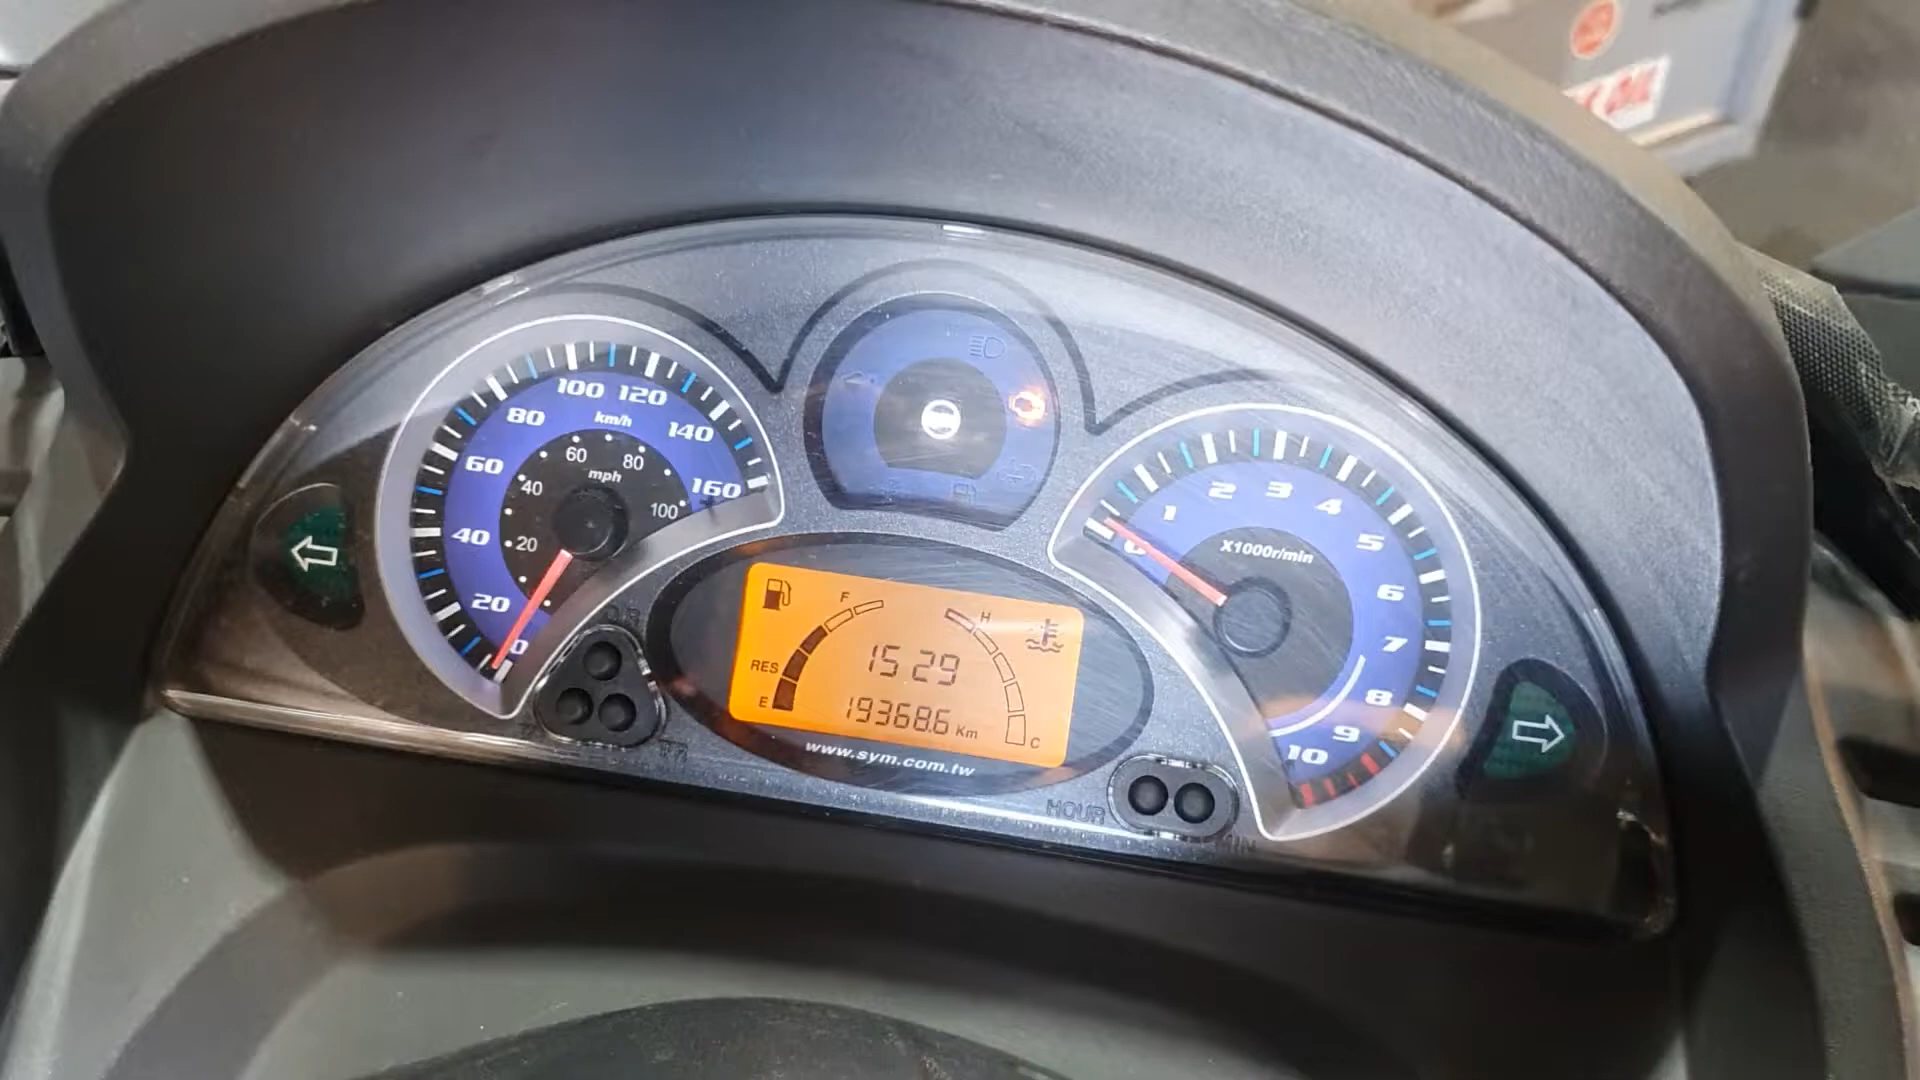 100 120
80 km/h 140
60 60 80
mph
40 160
100
40 20
20
0
2 3
1 4
X1000r/min 5
0 6
7
8
9
10
F H
RES
15 29
E 193686 Km C
www.sym.com.tw
HOUR
MIN